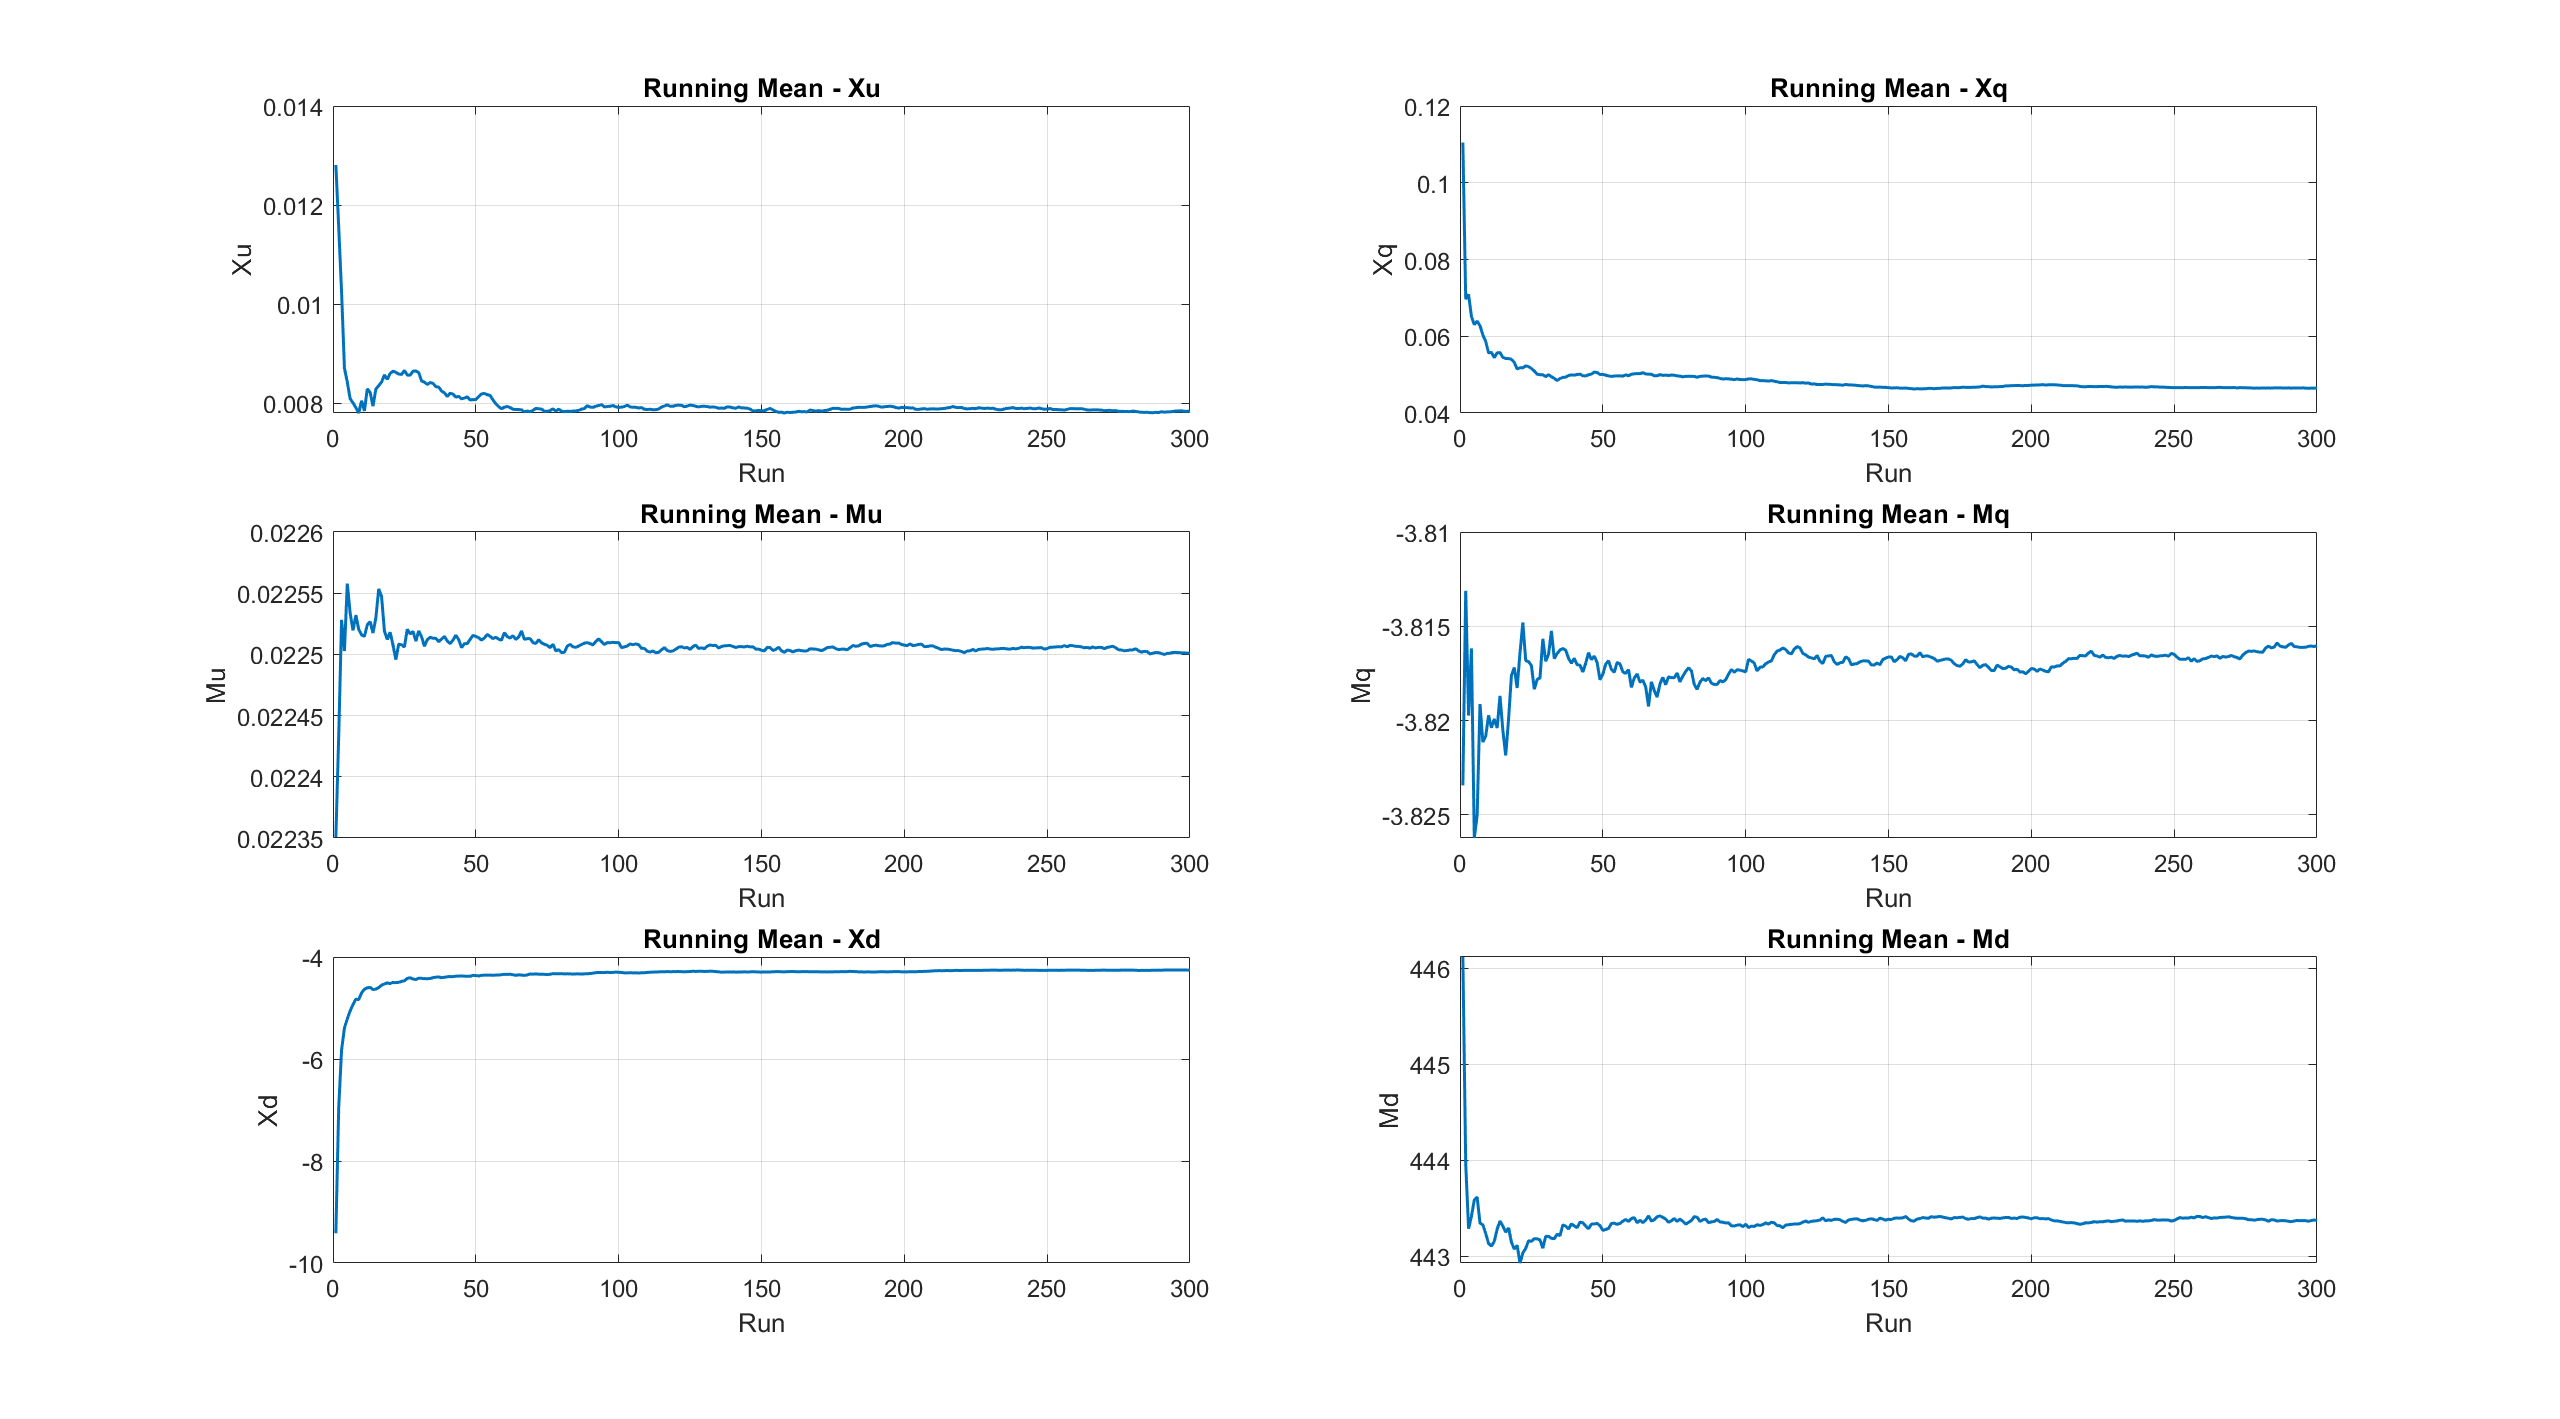 Running Mean - Xu
0.014
0.012
0.01
0.008
Xu
0 50 100 150 200 250 300
Run
Running Mean - Xq
0.12
0.1
0.08
0.06
0.04
Xq
0 50 100 150 200 250 300
Run
Running Mean - Mu
0.0226
0.02255
0.0225
0.02245
0.0224
0.02235
Mu
0 50 100 150 200 250 300
Run
Running Mean - Mq
-3.81
-3.815
-3.82
-3.825
Mq
0 50 100 150 200 250 300
Run
Running Mean - Xd
-4
-6
-8
-10
Xd
0 50 100 150 200 250 300
Run
Running Mean - Md
446
445
444
443
Md
0 50 100 150 200 250 300
Run